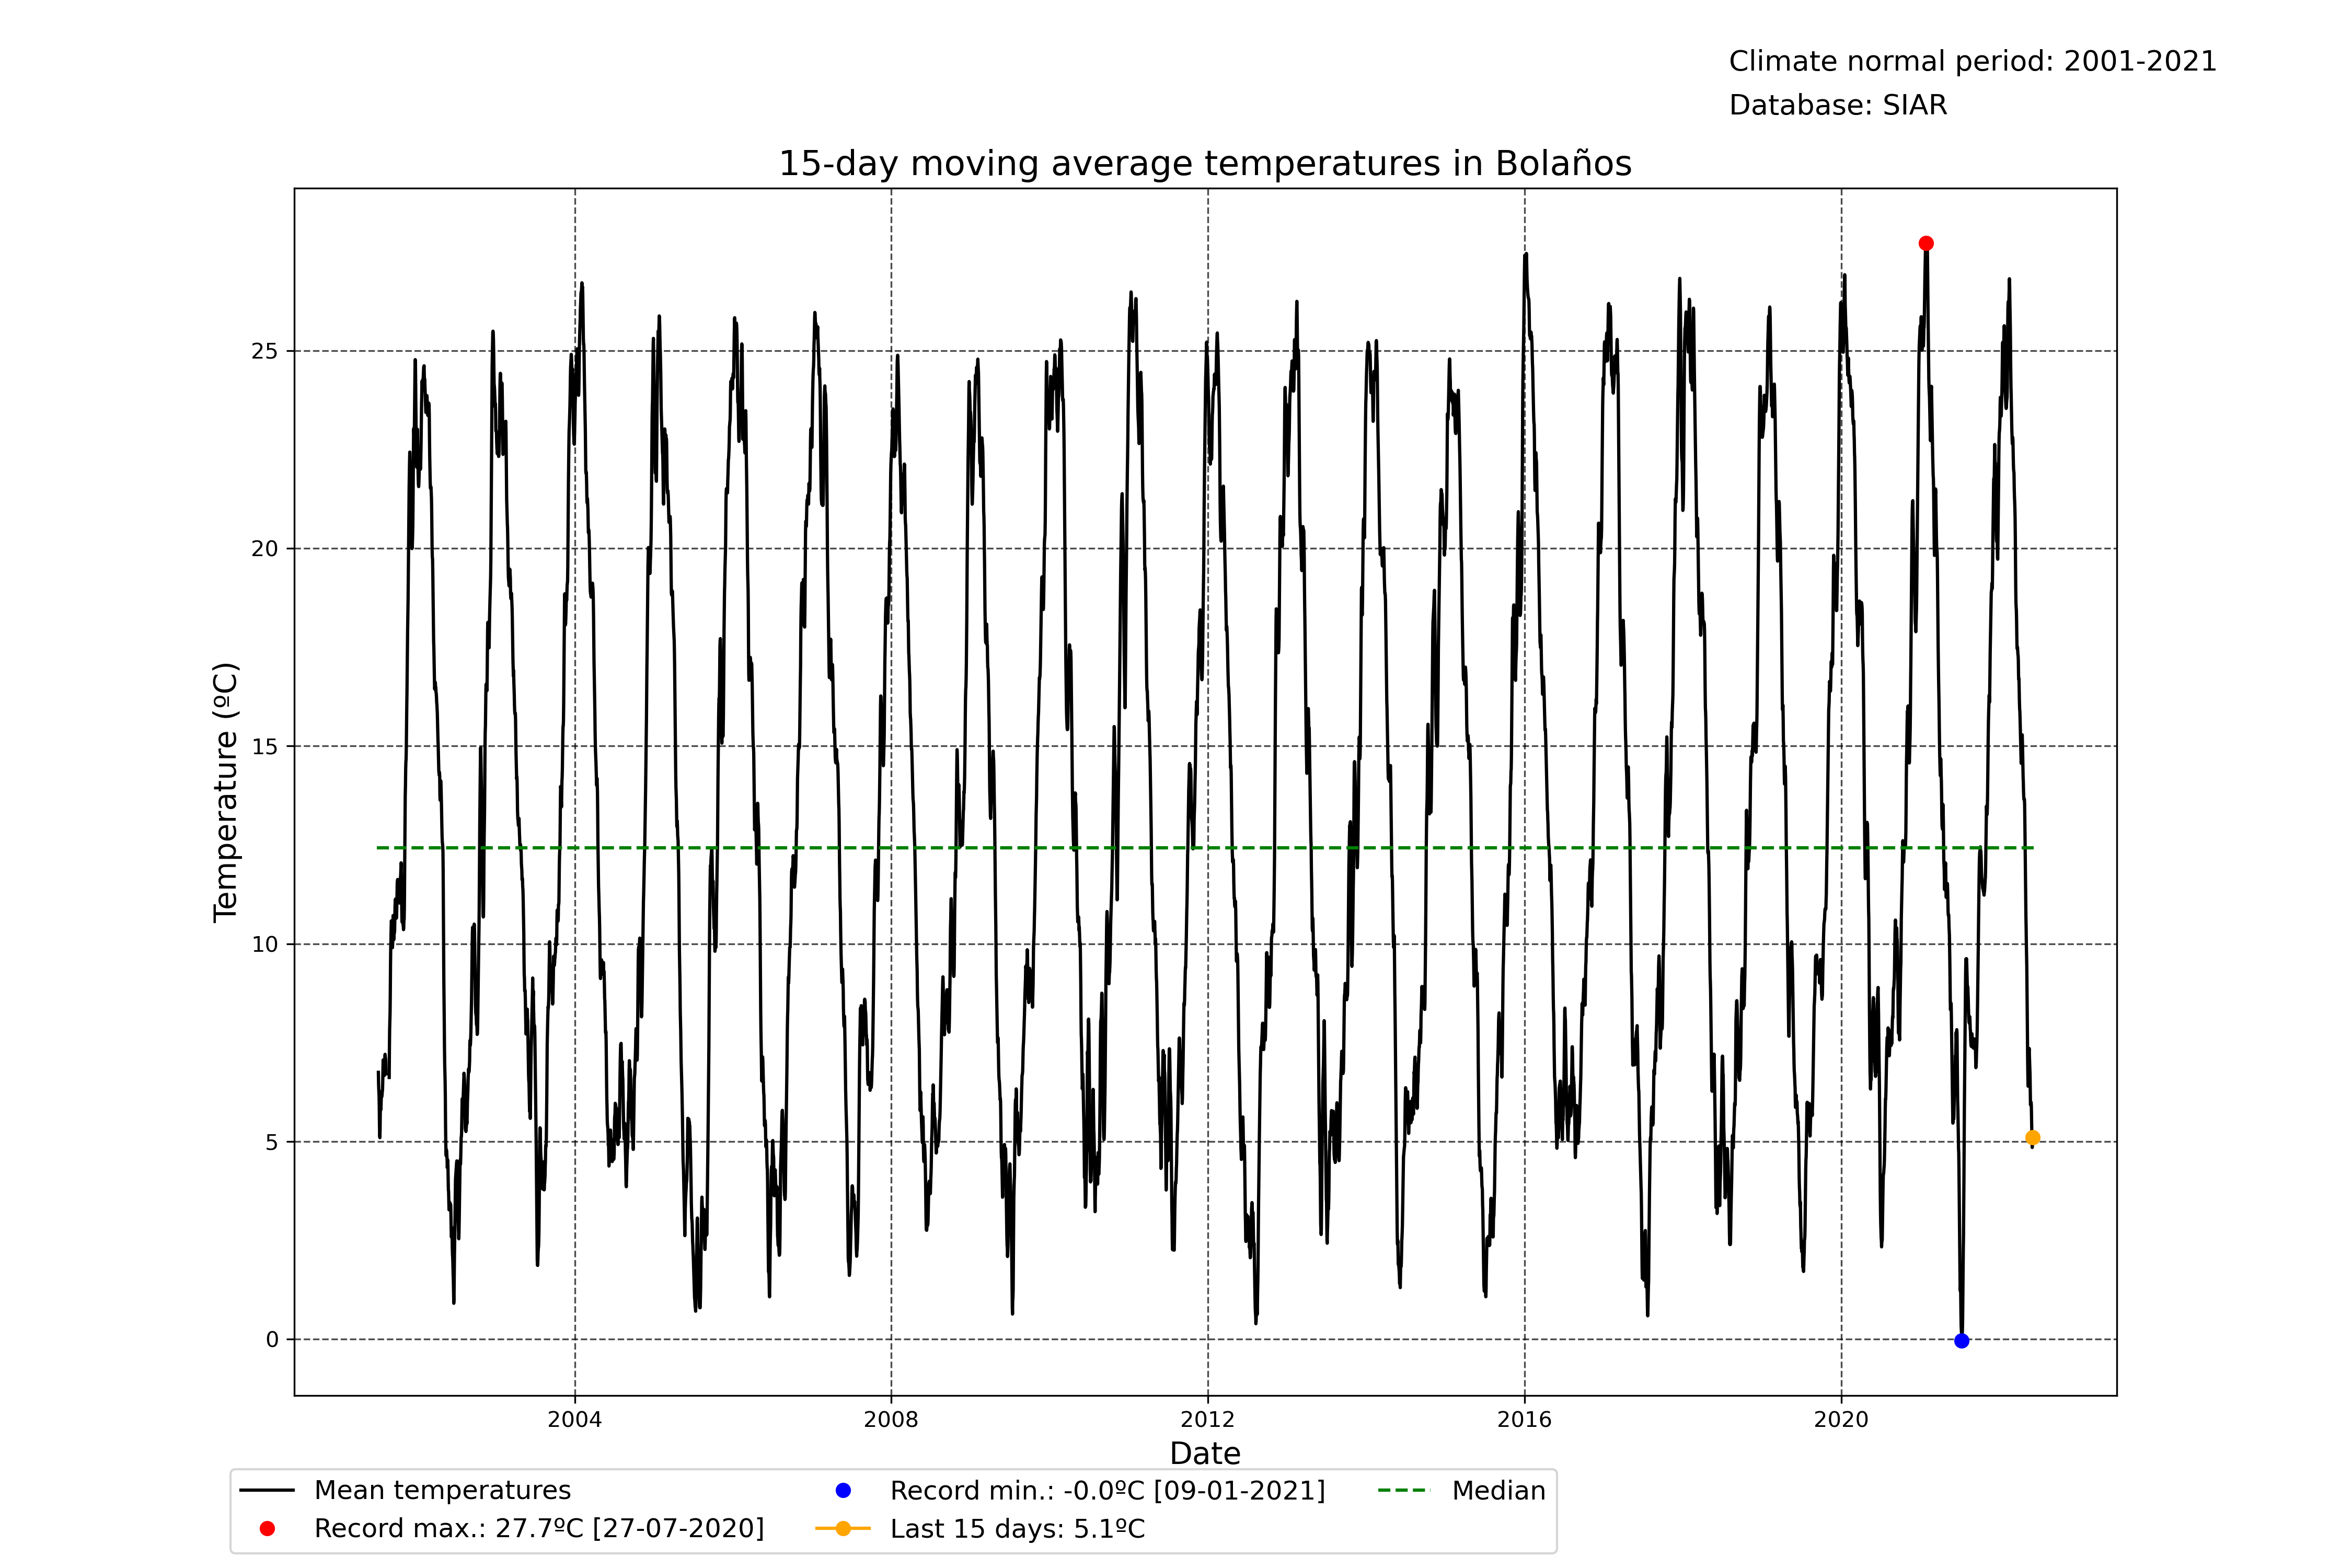 Climate normal period: 2001-2021
Database: SIAR
15-day moving average temperatures in Bolaños
Temperature (ºC)
25
20
15
10
5
0
2004
2008
2012
2016
2020
Date
Mean temperatures
Record max.: 27.7ºC [27-07-2020]
Record min.: -0.0ºC [09-01-2021]
Last 15 days: 5.1ºC
Median